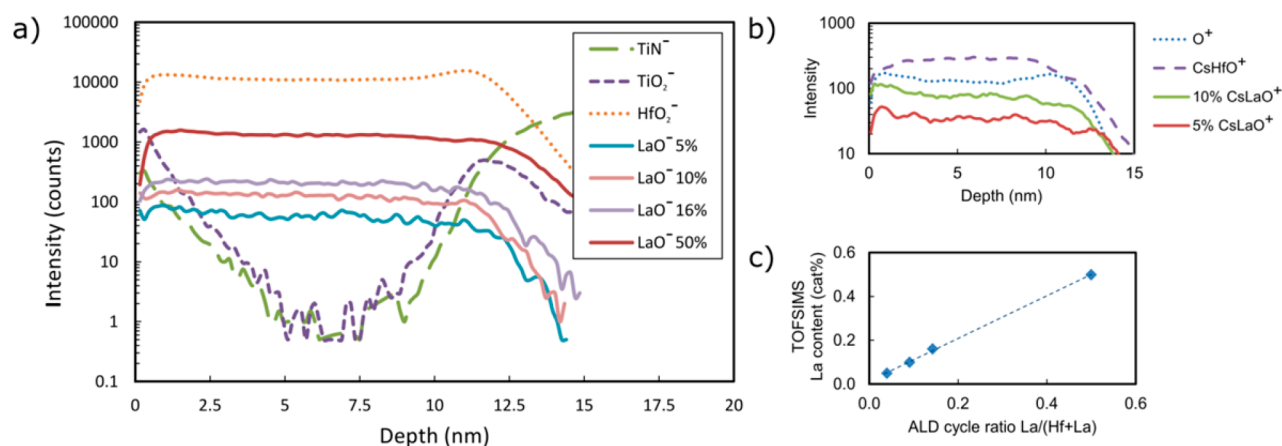 a)
Intensity (counts)
100000
10000
1000
100
10
1
0.1
0
2.5
5
7.5
10
12.5
15
17.5
20
Depth (nm)
TiN⁻
TiO₂⁻
HfO₂⁻
LaO⁻ 5%
LaO⁻ 10%
LaO⁻ 16%
LaO⁻ 50%
b)
Intensity
1000
100
10
0
5
10
15
Depth (nm)
O⁺
CsHfO⁺
10% CsLaO⁺
5% CsLaO⁺
c)
TOFSIMS
La content (cat%)
0.6
0.4
0.2
0.0
0.0
0.2
0.4
0.6
ALD cycle ratio La/(Hf+La)